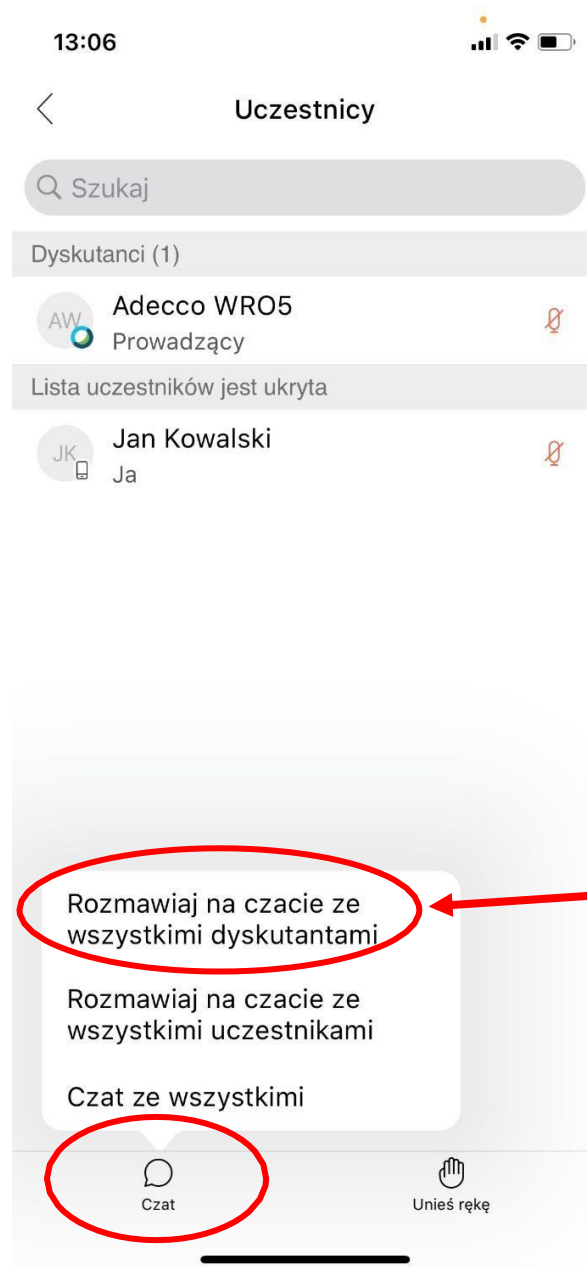 13:06
Uczestnicy
Szukaj
Dyskutanci (1)
AW
Adecco WRO5
Prowadzący
Lista uczestników jest ukryta
JK
Jan Kowalski
Ja
Rozmawiaj na czacie ze
wszystkimi dyskutantami
Rozmawiaj na czacie ze
wszystkimi uczestnikami
Czat ze wszystkimi
Czat
Unieś rękę